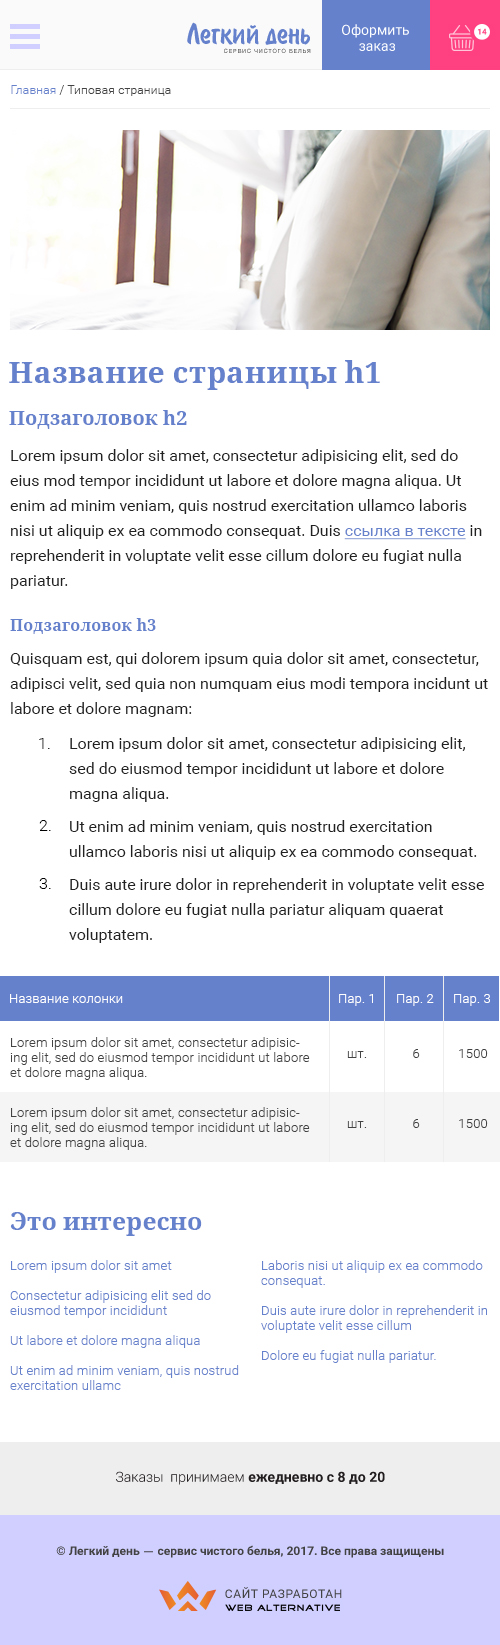 Легкий день
СЕРВИС ЧИСТОГО БЕЛЬЯ
Оформить
заказ
14
Главная / Типовая страница
Название страницы h1
Подзаголовок h2
Lorem ipsum dolor sit amet, consectetur adipisicing elit, sed do
eius mod tempor incididunt ut labore et dolore magna aliqua. Ut
enim ad minim veniam, quis nostrud exercitation ullamco laboris
nisi ut aliquip ex ea commodo consequat. Duis ссылка в тексте in
reprehenderit in voluptate velit esse cillum dolore eu fugiat nulla
pariatur.
Подзаголовок h3
Quisquam est, qui dolorem ipsum quia dolor sit amet, consectetur,
adipisci velit, sed quia non numquam eius modi tempora incidunt ut
labore et dolore magnam:
1. Lorem ipsum dolor sit amet, consectetur adipisicing elit,
sed do eiusmod tempor incididunt ut labore et dolore
magna aliqua.
2. Ut enim ad minim veniam, quis nostrud exercitation
ullamco laboris nisi ut aliquip ex ea commodo consequat.
3. Duis aute irure dolor in reprehenderit in voluptate velit esse
cillum dolore eu fugiat nulla pariatur aliquam quaerat
voluptatem.
Название колонки Пар. 1 Пар. 2 Пар. 3
Lorem ipsum dolor sit amet, consectetur adipisic-
ing elit, sed do eiusmod tempor incididunt ut labore
et dolore magna aliqua.
шт. 6 1500
Lorem ipsum dolor sit amet, consectetur adipisic-
ing elit, sed do eiusmod tempor incididunt ut labore
et dolore magna aliqua.
шт. 6 1500
Это интересно
Lorem ipsum dolor sit amet
Consectetur adipisicing elit sed do
eiusmod tempor incididunt
Ut labore et dolore magna aliqua
Ut enim ad minim veniam, quis nostrud
exercitation ullamc
Laboris nisi ut aliquip ex ea commodo
consequat.
Duis aute irure dolor in reprehenderit in
voluptate velit esse cillum
Dolore eu fugiat nulla pariatur.
Заказы принимаем ежедневно с 8 до 20
© Легкий день — сервис чистого белья, 2017. Все права защищены
САЙТ РАЗРАБОТАН
WEB ALTERNATIVE